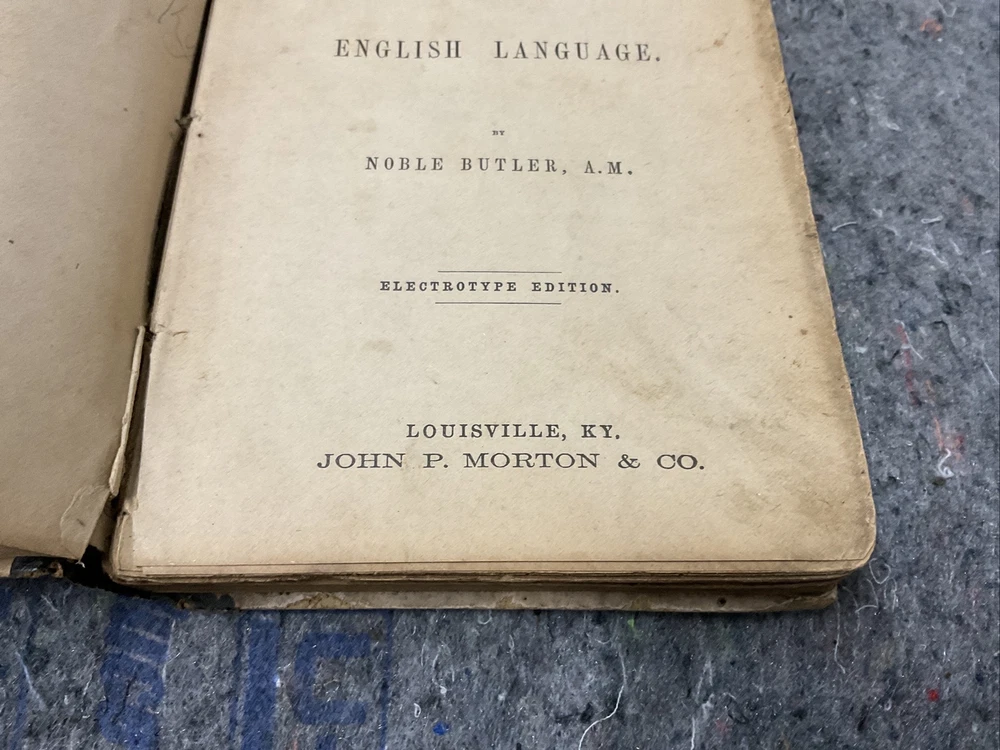 ENGLISH LANGUAGE.
BY
NOBLE BUTLER, A.M.
ELECTROTYPE EDITION.
LOUISVILLE, KY.
JOHN P. MORTON & CO.